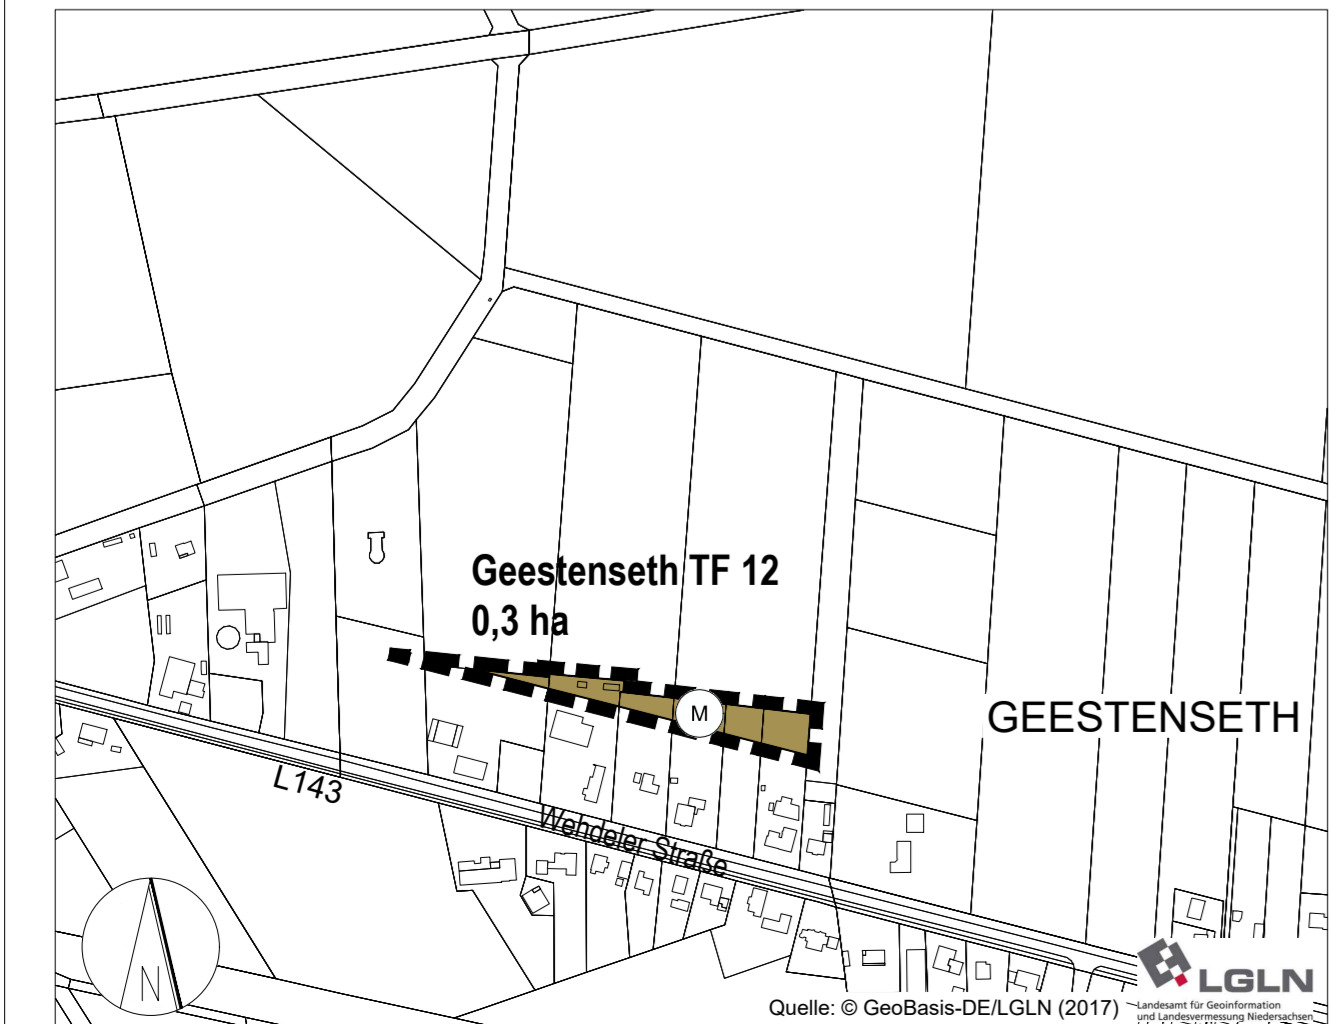 Geestenseth TF 12
0,3 ha
M
GEESTENSETH
L143
Wehdeler Straße
N
LGLN
Quelle: © GeoBasis-DE/LGLN (2017)
Landesamt für Geoinformation
und Landesvermessung Niedersachsen